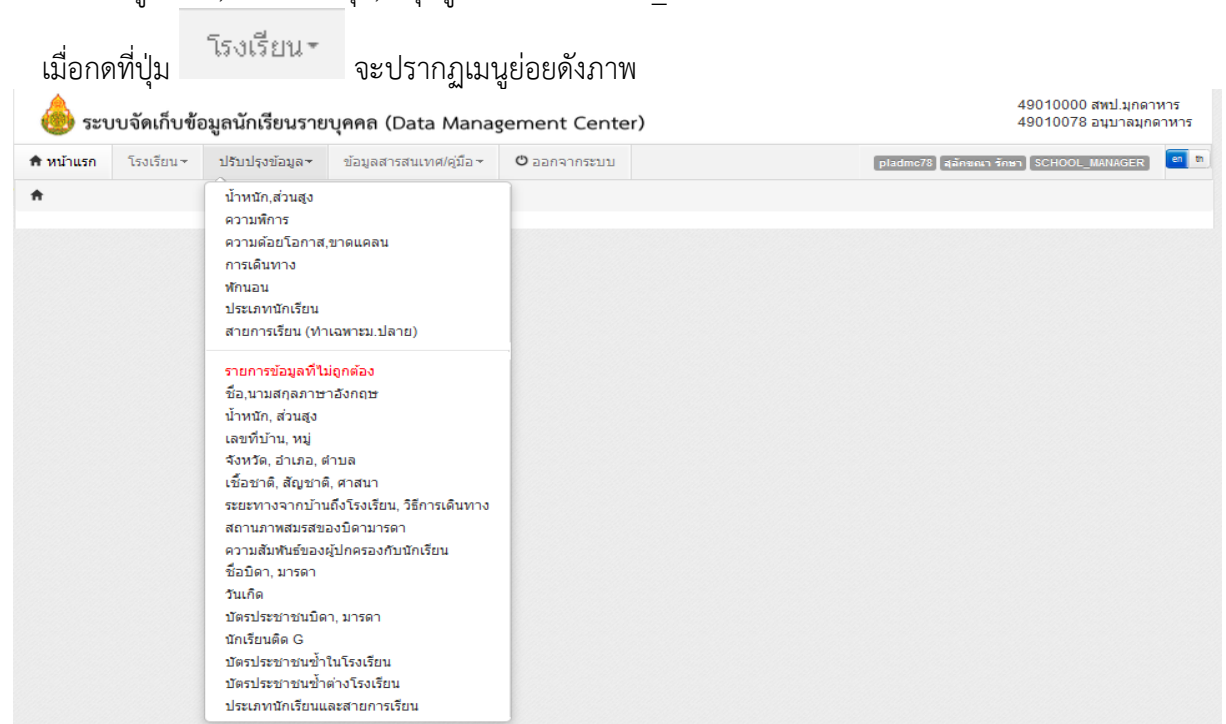 เมื่อกดที่ปุ่ม โรงเรียน จะปรากฏเมนูย่อยดังภาพ
ระบบจัดเก็บข้อมูลนักเรียนรายบุคคล (Data Management Center)
49010000 สพป.มุกดาหาร
49010078 อนุบาลมุกดาหาร
หน้าแรก โรงเรียน ปรับปรุงข้อมูล ข้อมูลสารสนเทศ/คู่มือ ออกจากระบบ pladmc78 สุลักขณา รักษา SCHOOL_MANAGER en th
น้ำหนัก,ส่วนสูง
ความพิการ
ความด้อยโอกาส,ขาดแคลน
การเดินทาง
พักนอน
ประเภทนักเรียน
สายการเรียน (ทำเฉพาะม.ปลาย)
รายการข้อมูลที่ไม่ถูกต้อง
ชื่อ,นามสกุลภาษาอังกฤษ
น้ำหนัก, ส่วนสูง
เลขที่บ้าน, หมู่
จังหวัด, อำเภอ, ตำบล
เชื้อชาติ, สัญชาติ, ศาสนา
ระยะทางจากบ้านถึงโรงเรียน, วิธีการเดินทาง
สถานภาพสมรสของบิดามารดา
ความสัมพันธ์ของผู้ปกครองกับนักเรียน
ชื่อบิดา, มารดา
วันเกิด
บัตรประชาชนบิดา, มารดา
นักเรียนติด G
บัตรประชาชนซ้ำในโรงเรียน
บัตรประชาชนซ้ำต่างโรงเรียน
ประเภทนักเรียนและสายการเรียน